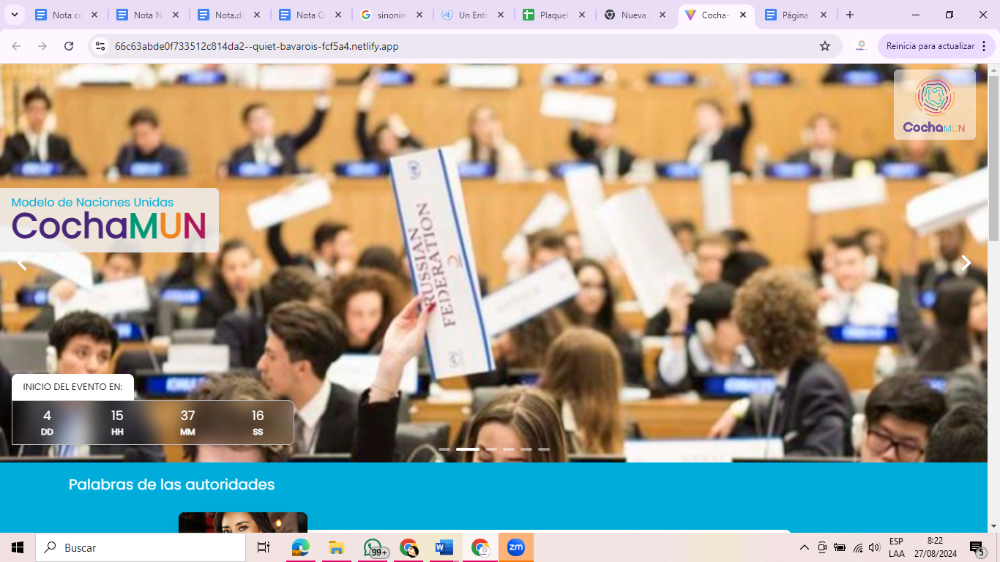 Nota co
Nota N
Nota.do
Nota Cu
sinonim
Un Enti
Plaquet
Nueva
Cocha-
Página
66c63abde0f733512c814da2--quiet-bavarois-fcf5a4.netlify.app
Reinicia para actualizar
CochaMUN
RUSSIAN
FEDERATION
Modelo de Naciones Unidas
CochaMUN
INICIO DEL EVENTO EN:
4 15 37 16
DD HH MM SS
Palabras de las autoridades
Buscar
99+
zm
ESP
LAA
8:22
27/08/2024
5